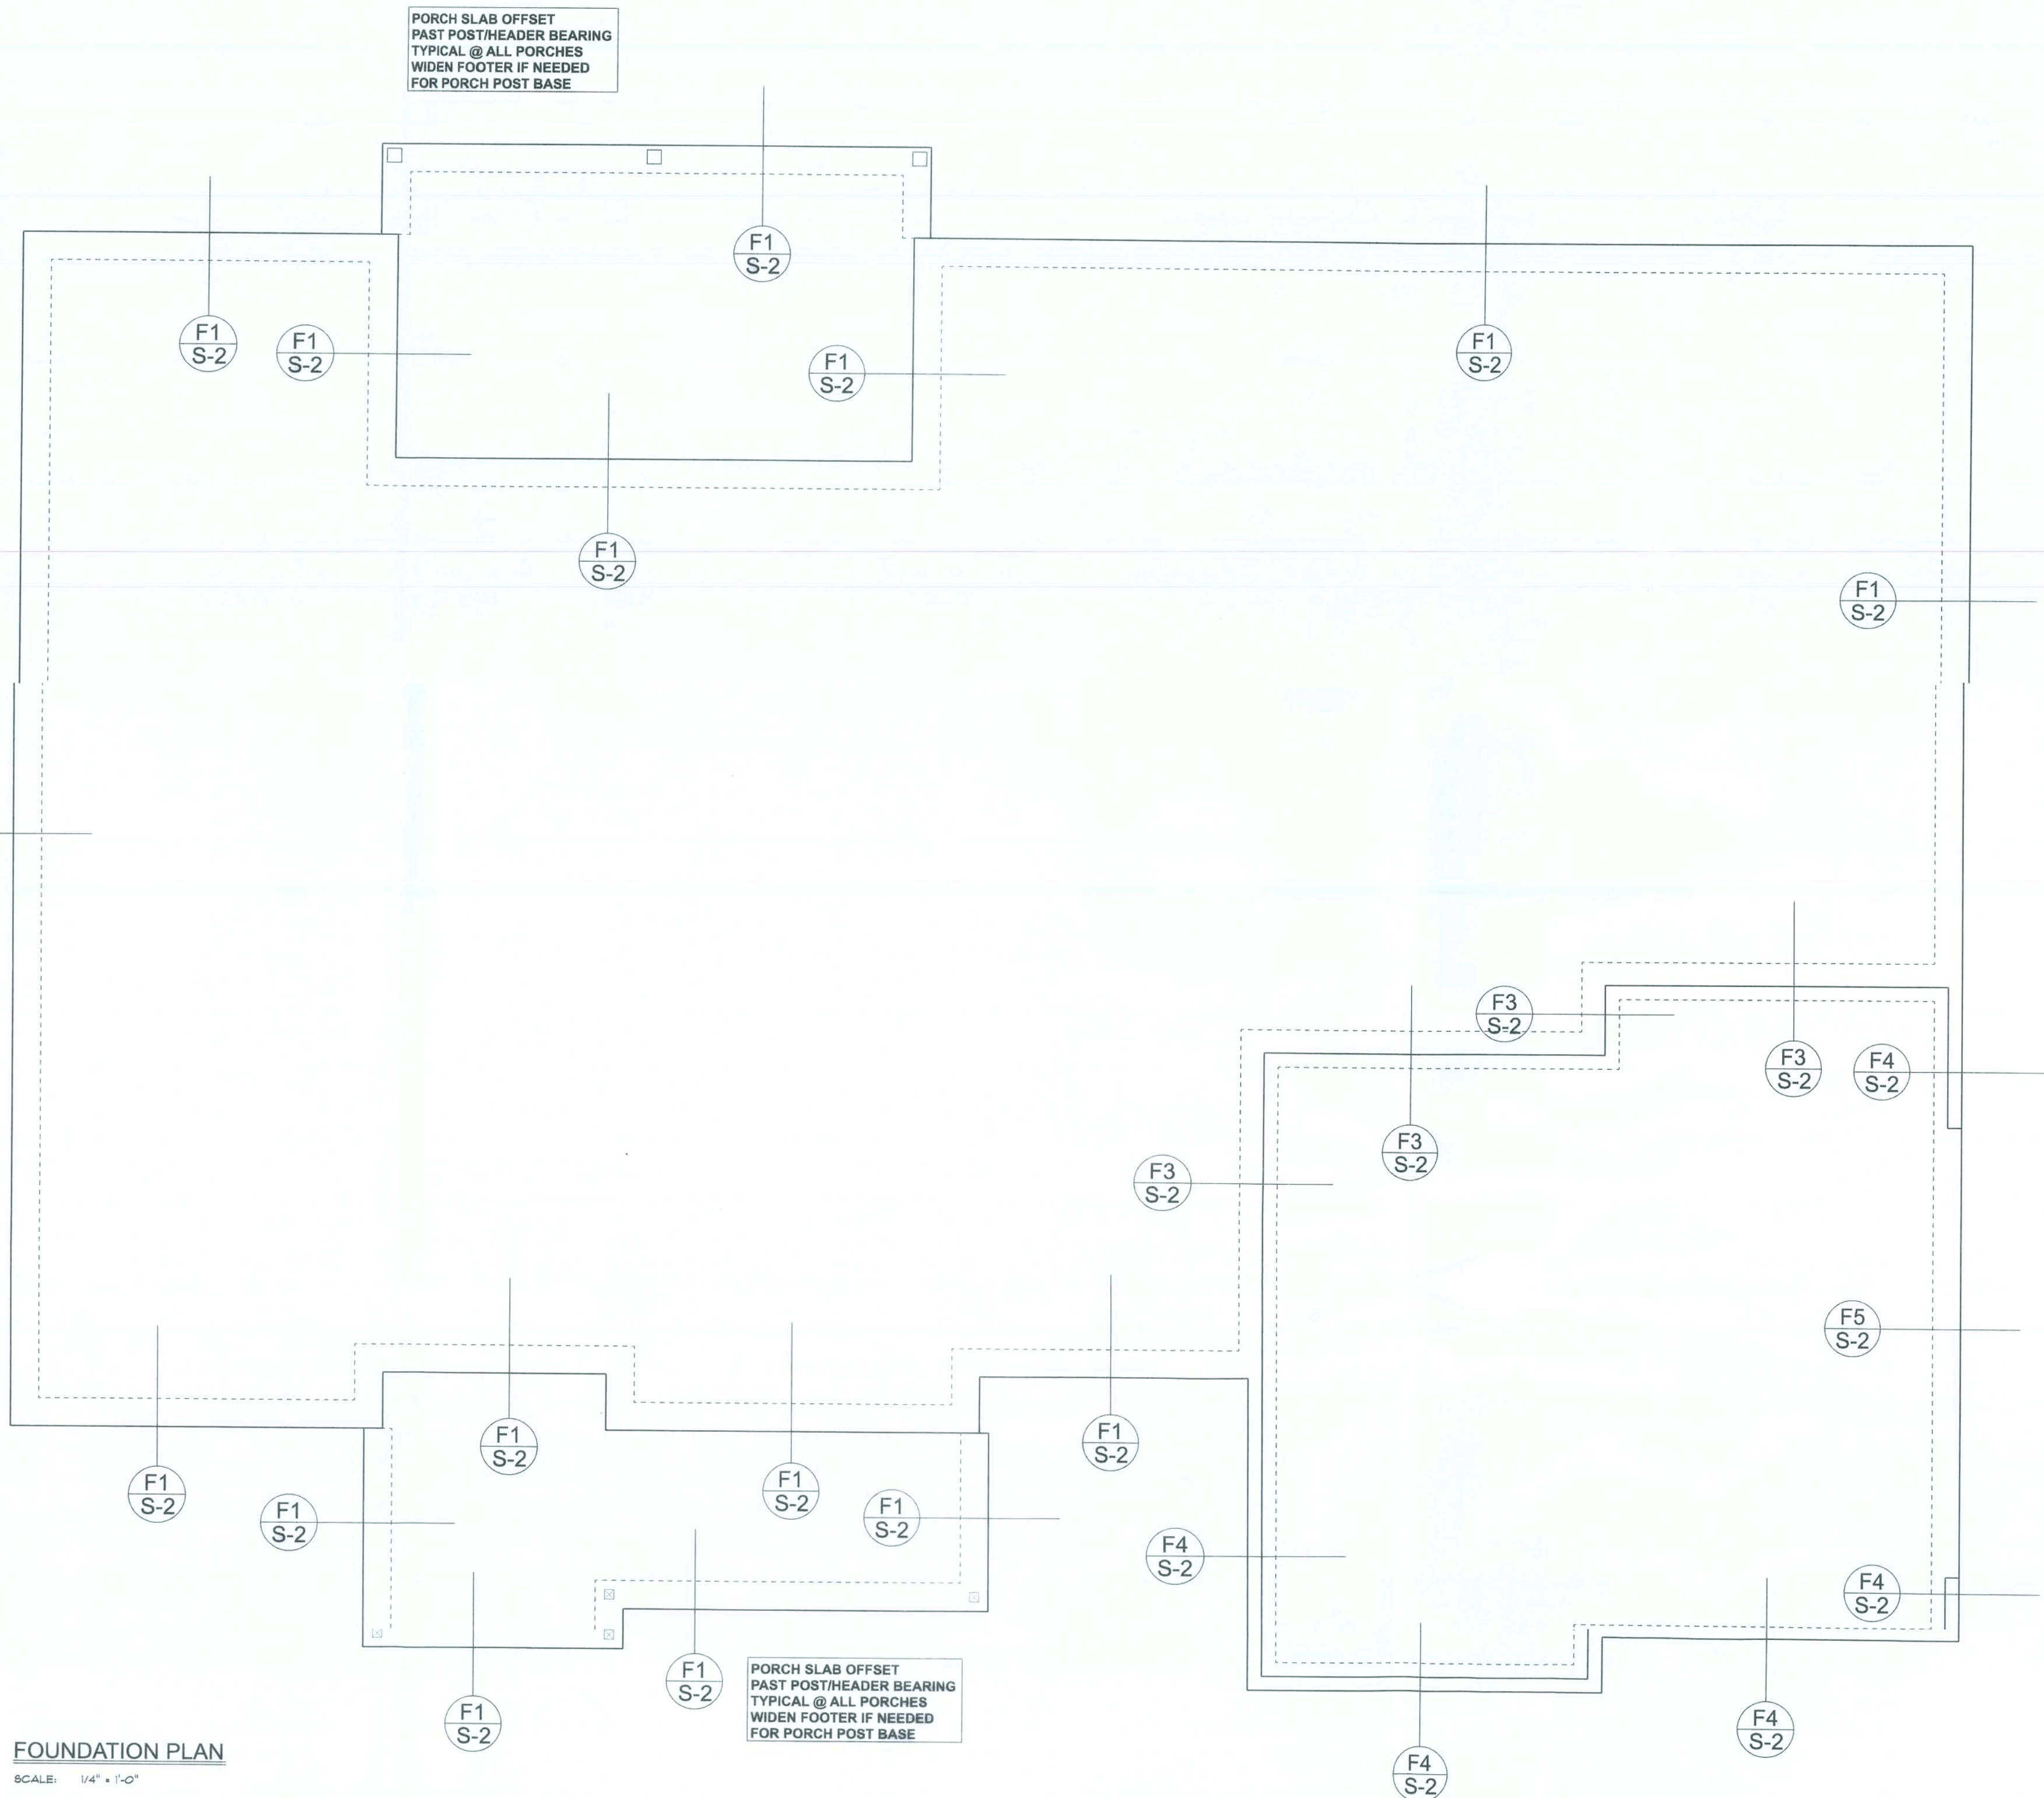 PORCH SLAB OFFSET
PAST POST/HEADER BEARING
TYPICAL @ ALL PORCHES
WIDEN FOOTER IF NEEDED
FOR PORCH POST BASE
F1
S-2
F1
S-2
F1
S-2
F1
S-2
F1
S-2
F1
S-2
F1
S-2
F3
S-2
F3
S-2
F4
S-2
F3
S-2
F3
S-2
F5
S-2
F1
S-2
F1
S-2
F1
S-2
F1
S-2
F1
S-2
F1
S-2
F4
S-2
F4
S-2
F1
S-2
F1
S-2
F4
S-2
F4
S-2
PORCH SLAB OFFSET
PAST POST/HEADER BEARING
TYPICAL @ ALL PORCHES
WIDEN FOOTER IF NEEDED
FOR PORCH POST BASE
FOUNDATION PLAN
SCALE: 1/4" = 1'-0"